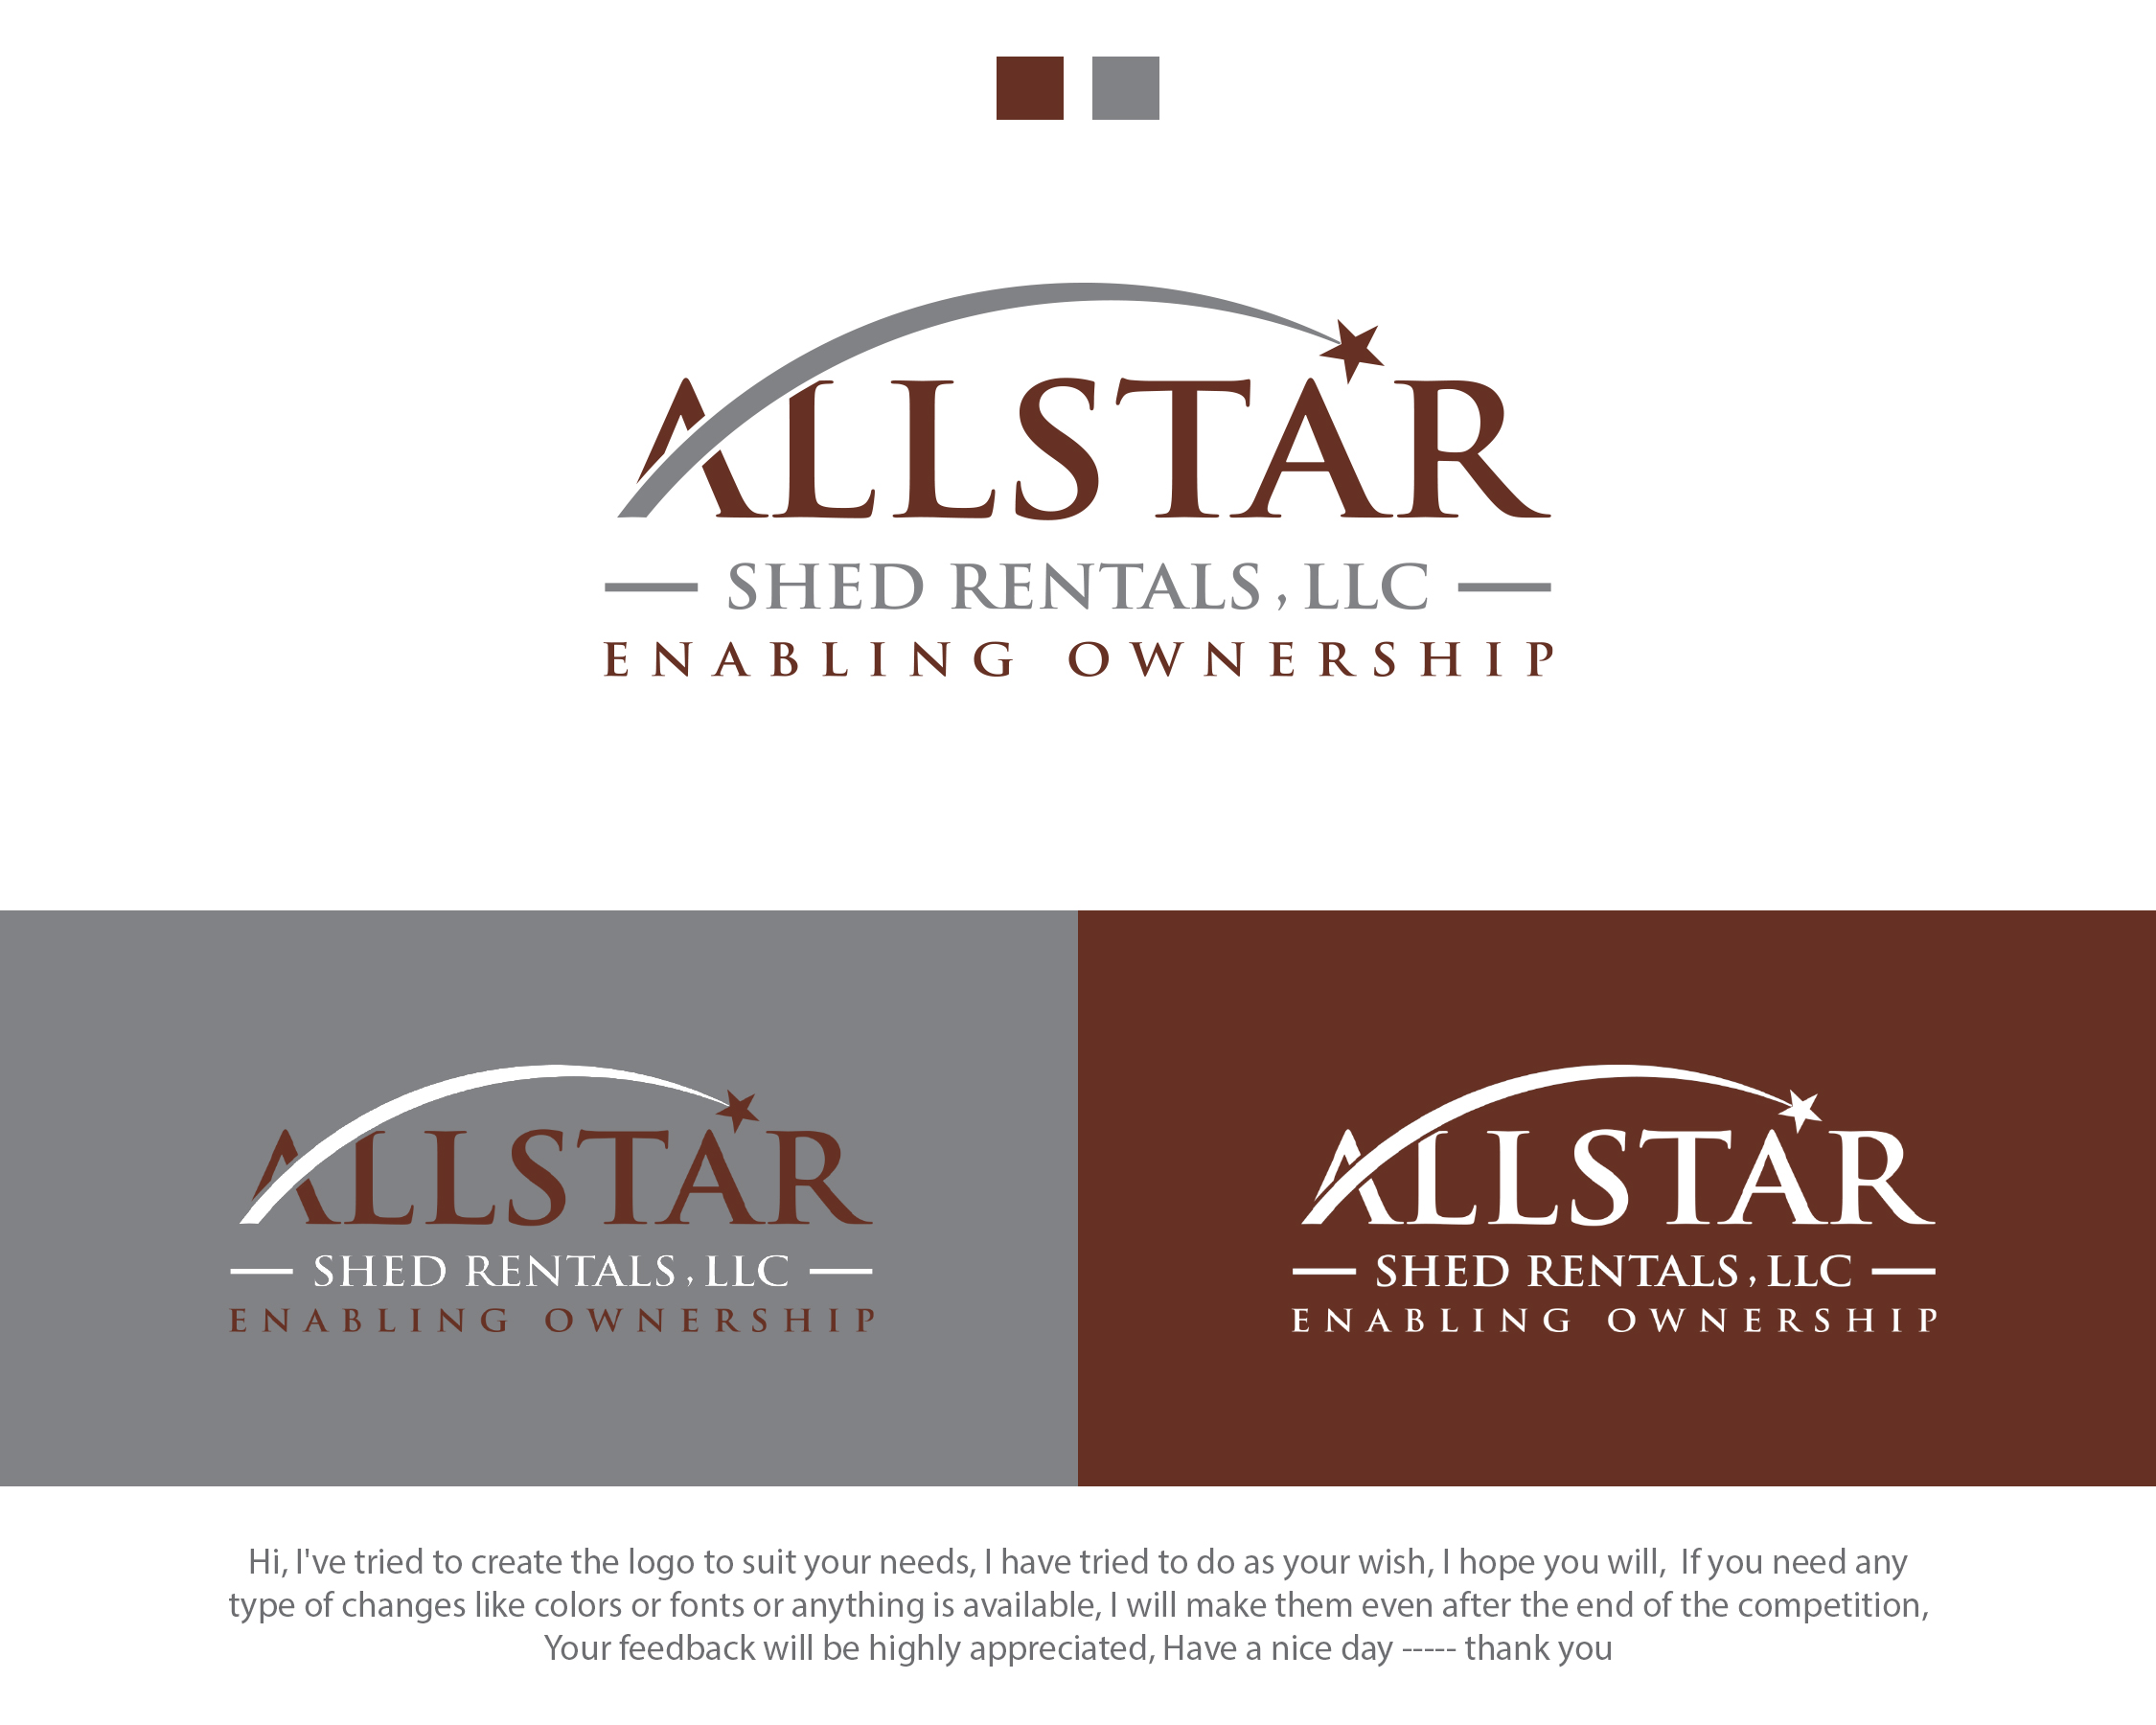 ALLSTAR
SHED RENTALS, LLC
ENABLING OWNERSHIP
ALLSTAR
SHED RENTALS, LLC
ENABLING OWNERSHIP
ALLSTAR
SHED RENTALS, LLC
ENABLING OWNERSHIP
Hi, I've tried to create the logo to suit your needs, I have tried to do as your wish, I hope you will, If you need any
type of changes like colors or fonts or anything is available, I will make them even after the end of the competition,
Your feedback will be highly appreciated, Have a nice day ----- thank you